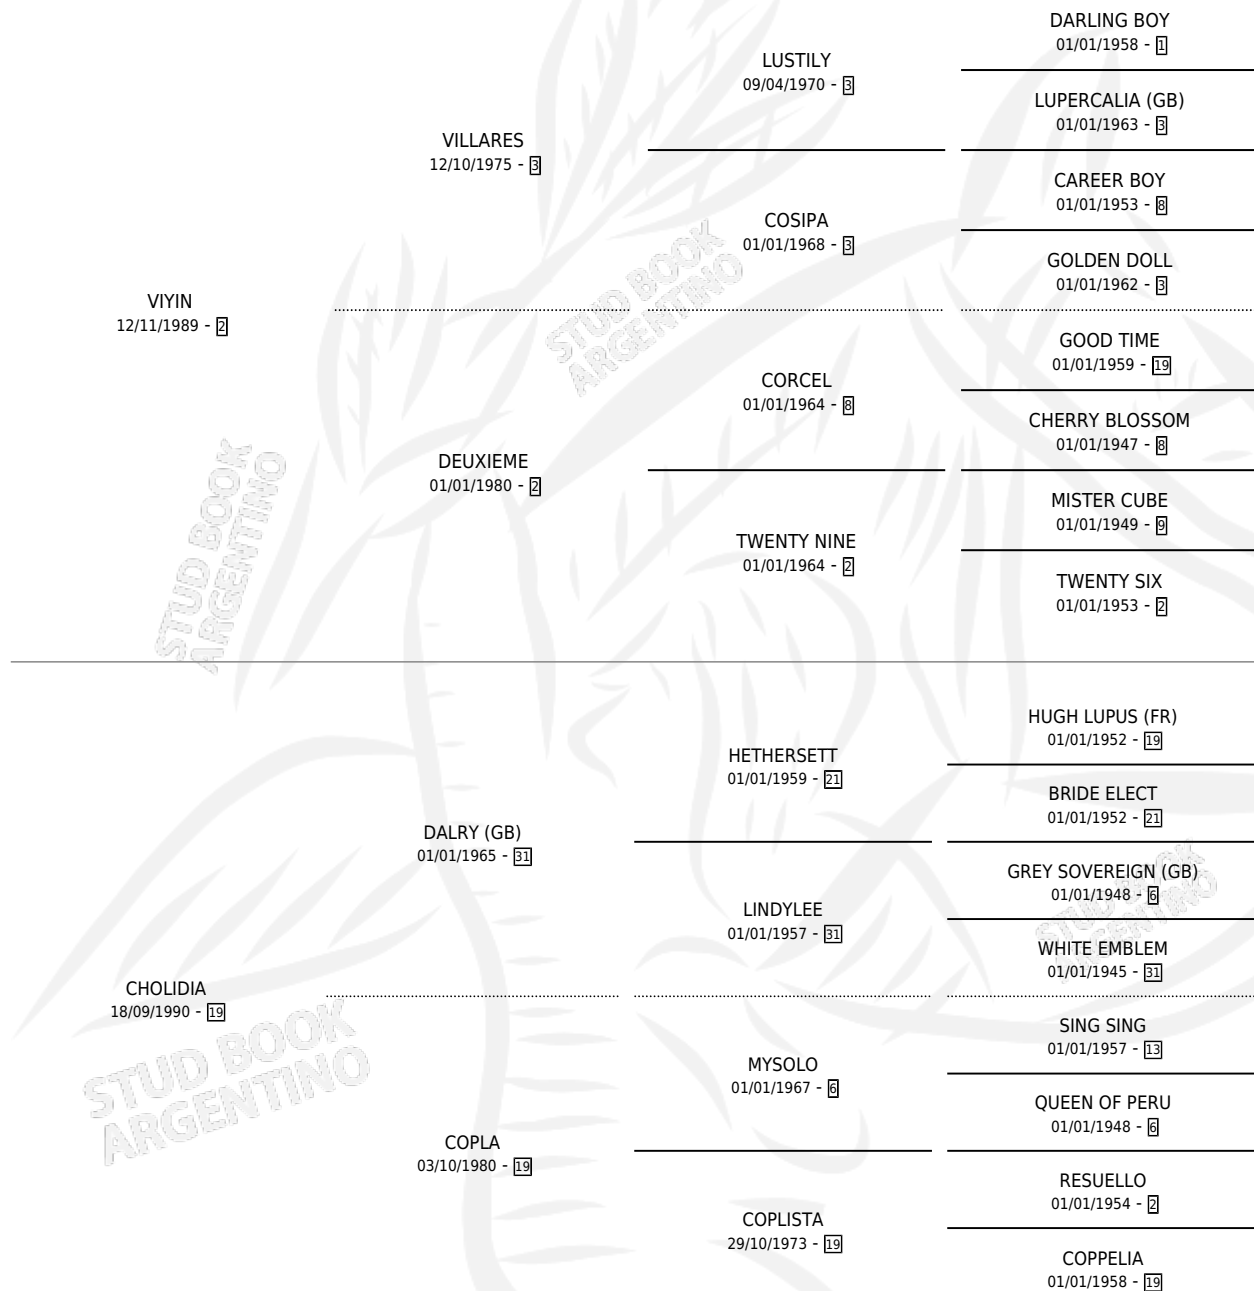 DARLING BOY
01/01/1958 - 1
LUSTILY
09/04/1970 - 3
LUPERCALIA (GB)
01/01/1963 - 3
VILLARES
12/10/1975 - 3
CAREER BOY
01/01/1953 - 8
COSIPA
01/01/1968 - 3
GOLDEN DOLL
01/01/1962 - 3
VIYIN
12/11/1989 - 2
GOOD TIME
01/01/1959 - 19
CORCEL
01/01/1964 - 8
CHERRY BLOSSOM
01/01/1947 - 8
DEUXIEME
01/01/1980 - 2
MISTER CUBE
01/01/1949 - 9
TWENTY NINE
01/01/1964 - 2
TWENTY SIX
01/01/1953 - 2
HUGH LUPUS (FR)
01/01/1952 - 19
HETHERSETT
01/01/1959 - 21
BRIDE ELECT
01/01/1952 - 21
DALRY (GB)
01/01/1965 - 31
GREY SOVEREIGN (GB)
01/01/1948 - 6
LINDYLEE
01/01/1957 - 31
WHITE EMBLEM
01/01/1945 - 31
CHOLIDIA
18/09/1990 - 19
SING SING
01/01/1957 - 13
MYSOLO
01/01/1967 - 6
QUEEN OF PERU
01/01/1948 - 6
COPLA
03/10/1980 - 19
RESUELLO
01/01/1954 - 2
COPLISTA
29/10/1973 - 19
COPPELIA
01/01/1958 - 19
STUD BOOK
ARGENTINO
STUD BOOK
ARGENTINO
STUD BOOK
ARGENTINO
STUD BOOK
ARGENTINO